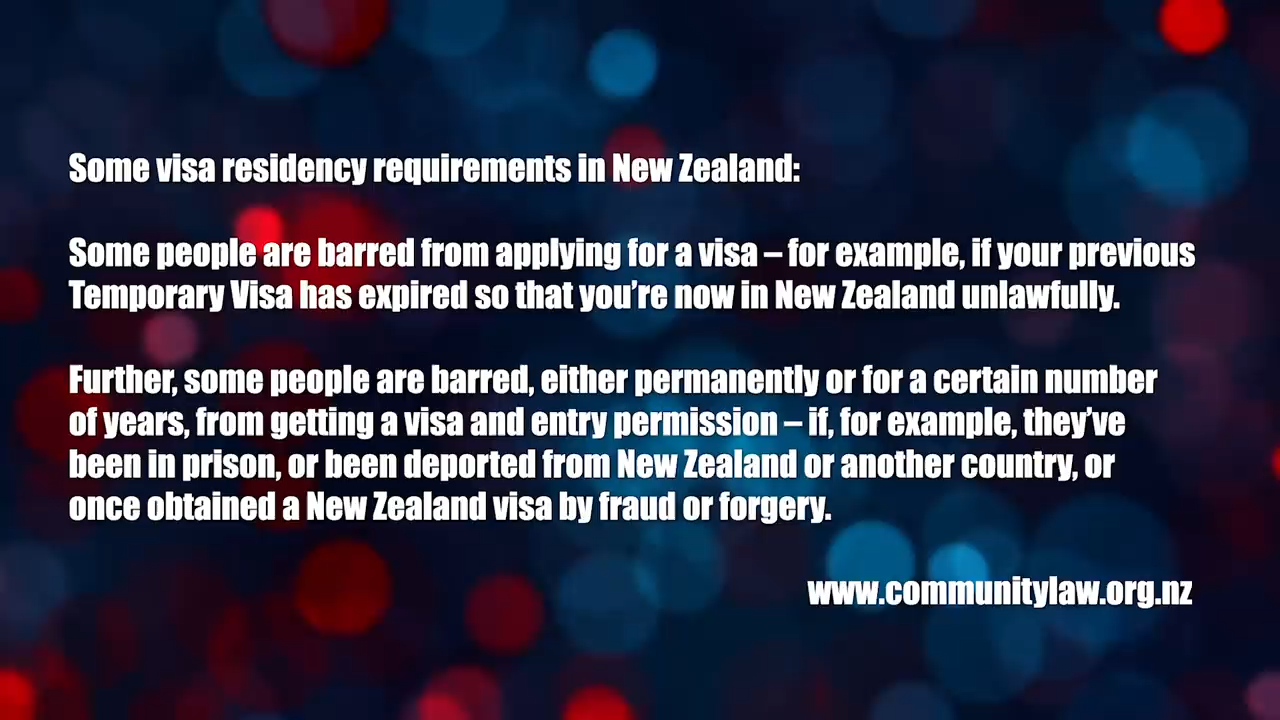 Some visa residency requirements in New Zealand:
Some people are barred from applying for a visa – for example, if your previous
Temporary Visa has expired so that you’re now in New Zealand unlawfully.
Further, some people are barred, either permanently or for a certain number
of years, from getting a visa and entry permission – if, for example, they’ve
been in prison, or been deported from New Zealand or another country, or
once obtained a New Zealand visa by fraud or forgery.
www.communitylaw.org.nz